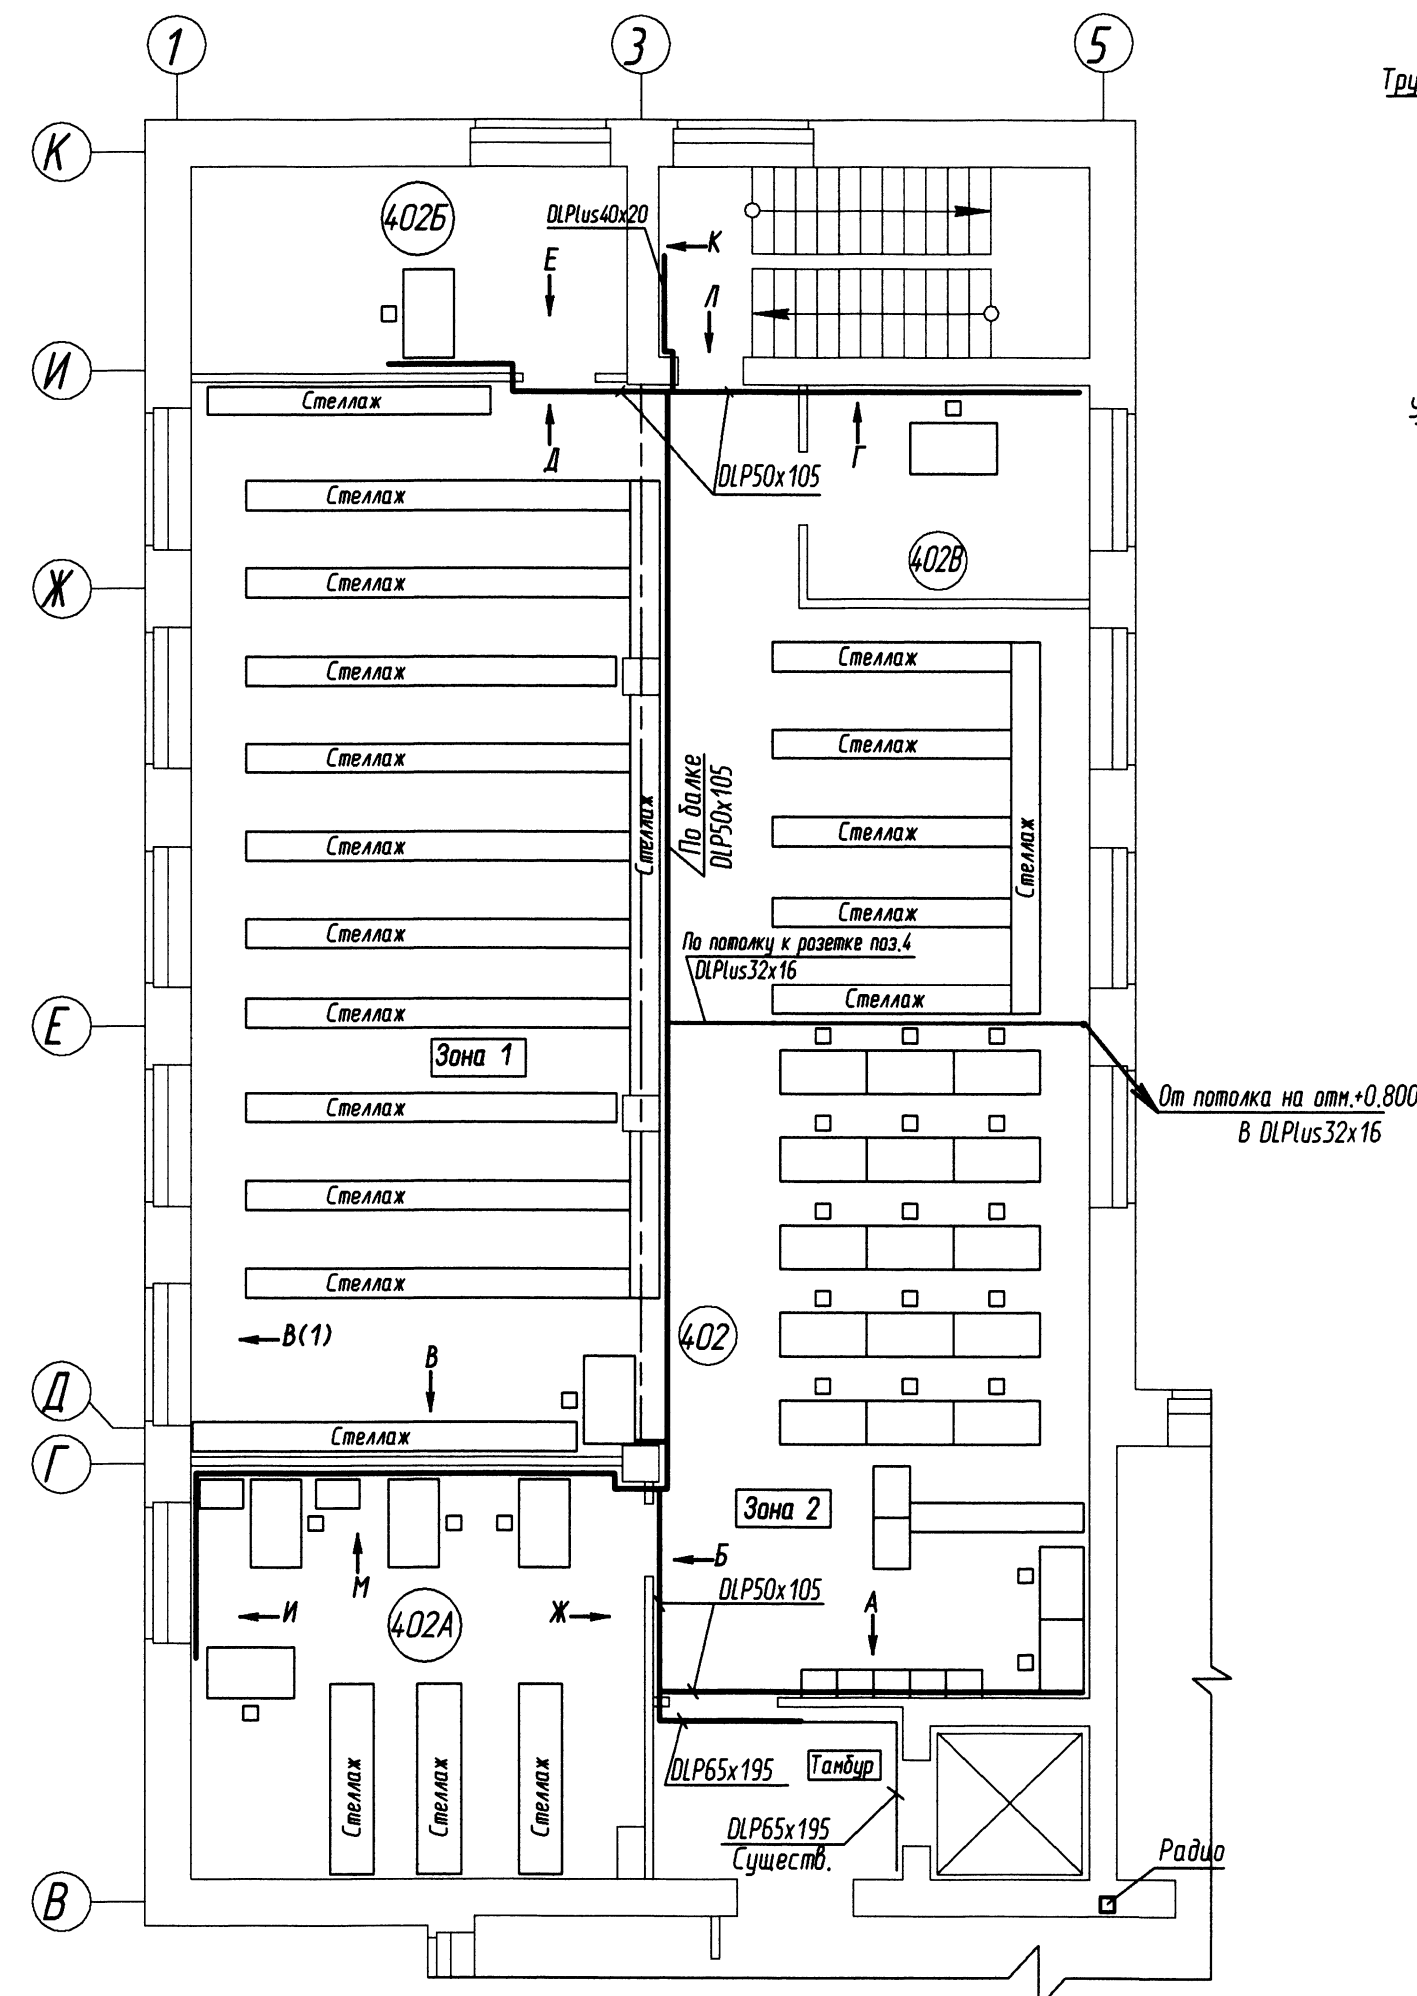 1
3
5
Тру
К
402Б
DLPlus40x20
К
Е
Л
И
Стеллаж
Д
Г
DLP50x105
Стеллаж
402В
Ж
Стеллаж
Стеллаж
Стеллаж
Стеллаж
Стеллаж
По балке
DLP50x105
Стеллаж
Стеллаж
Стеллаж
Стеллаж
Стеллаж
Стеллаж
Стеллаж
По потолку к розетке поз.4
DLPlus32x16
Стеллаж
Е
Стеллаж
Зона 1
Стеллаж
От потолка на отм.+0.800
В DLPlus32x16
Стеллаж
Стеллаж
В(1)
402
В
Д
Стеллаж
Г
Зона 2
Б
М
DLP50x105
И
Ж
А
402А
DLP65x195
Тамбур
Стеллаж
Стеллаж
Стеллаж
DLP65x195
Существ.
Радио
В